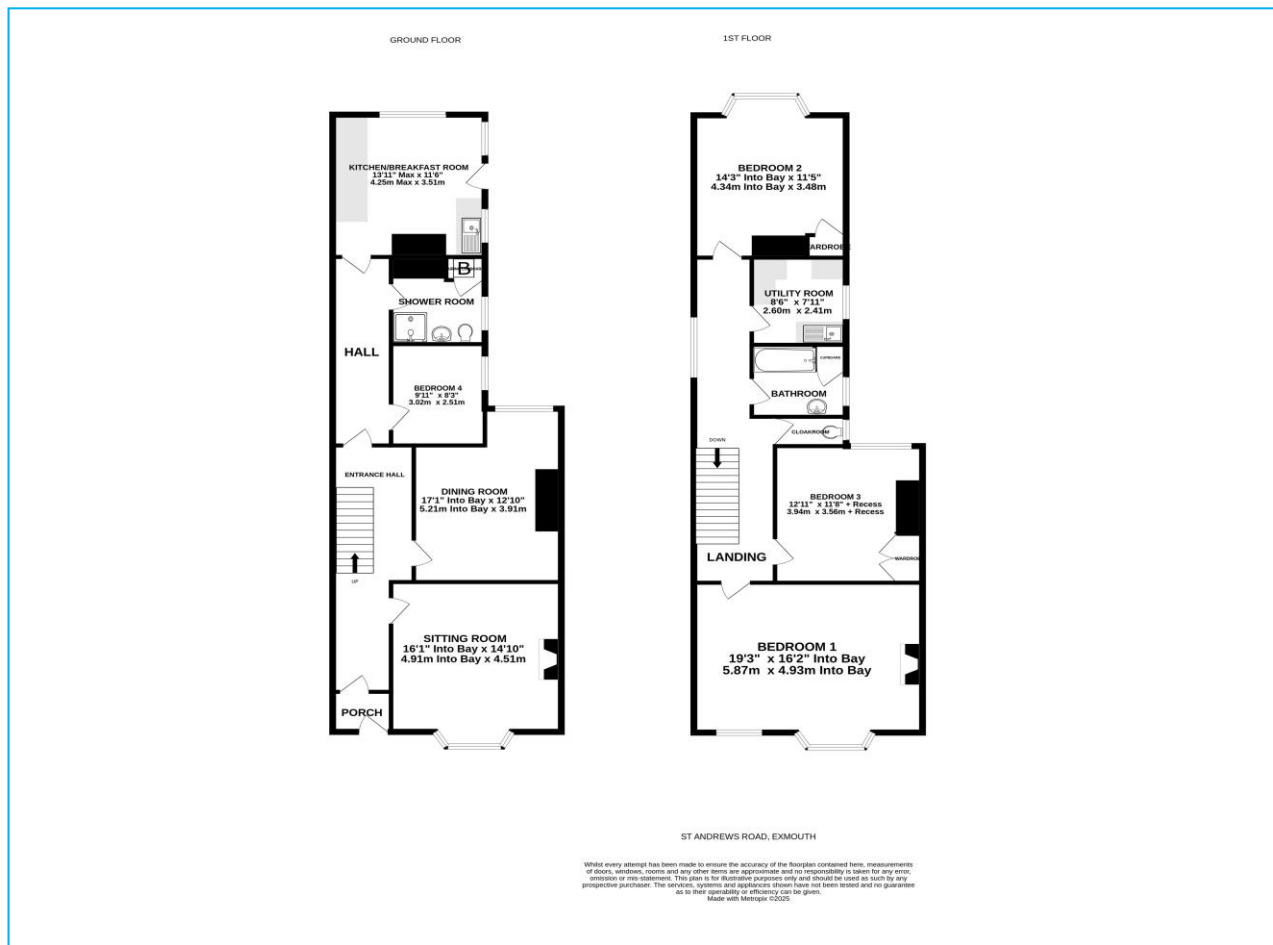 GROUND FLOOR
KITCHEN/BREAKFAST ROOM
13'11" Max x 11'6"
4.25m Max x 3.51m
B
SHOWER ROOM
HALL
BEDROOM 4
9'11" x 8'3"
3.02m x 2.51m
ENTRANCE HALL
DINING ROOM
17'1" Into Bay x 12'10"
5.21m Into Bay x 3.91m
UP
SITTING ROOM
16'1" Into Bay x 14'10"
4.91m Into Bay x 4.51m
PORCH
1ST FLOOR
BEDROOM 2
14'3" Into Bay x 11'5"
4.34m Into Bay x 3.48m
ARDROBE
UTILITY ROOM
8'6" x 7'11"
2.60m x 2.41m
CUPBOARD
BATHROOM
CLOAKROOM
DOWN
BEDROOM 3
12'11" x 11'8" + Recess
3.94m x 3.56m + Recess
WARDROB
LANDING
BEDROOM 1
19'3" x 16'2" Into Bay
5.87m x 4.93m Into Bay
ST ANDREWS ROAD, EXMOUTH
Whilst every attempt has been made to ensure the accuracy of the floorplan contained here, measurements
of doors, windows, rooms and any other items are approximate and no responsibility is taken for any error,
omission or mis-statement. This plan is for illustrative purposes only and should be used as such by any
prospective purchaser. The services, systems and appliances shown have not been tested and no guarantee
as to their operability or efficiency can be given.
Made with Metropix ©2025